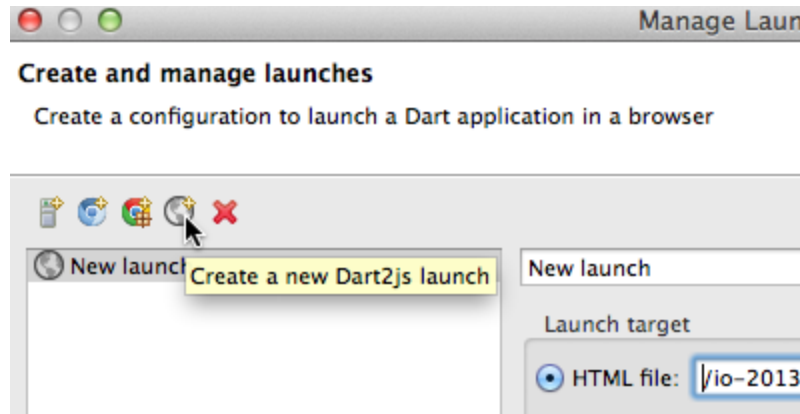 Manage Laun
Create and manage launches
Create a configuration to launch a Dart application in a browser
New launch
Create a new Dart2js launch
New launch
Launch target
HTML file: /io-2013